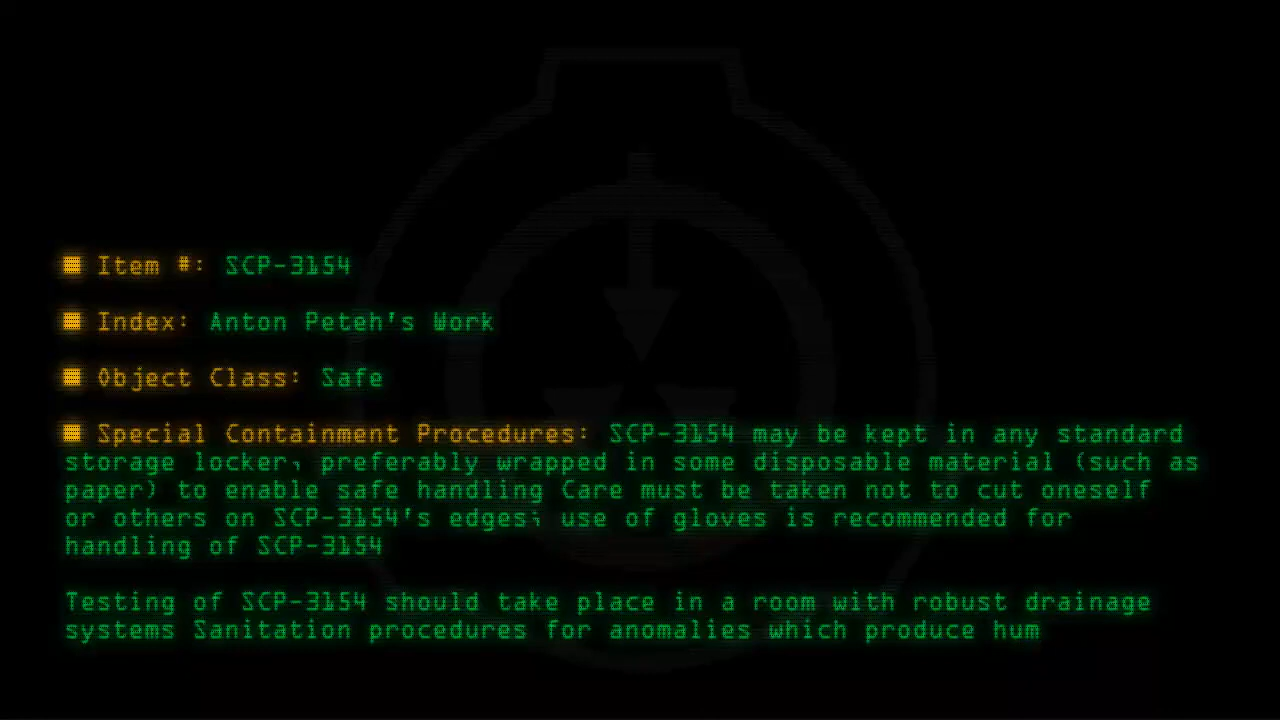 Item #: SCP-3154
Index: Anton Peteh's Work
Object Class: Safe
Special Containment Procedures: SCP-3154 may be kept in any standard
storage locker, preferably wrapped in some disposable material (such as
paper) to enable safe handling Care must be taken not to cut oneself
or others on SCP-3154's edges; use of gloves is recommended for
handling of SCP-3154
Testing of SCP-3154 should take place in a room with robust drainage
systems Sanitation procedures for anomalies which produce hum